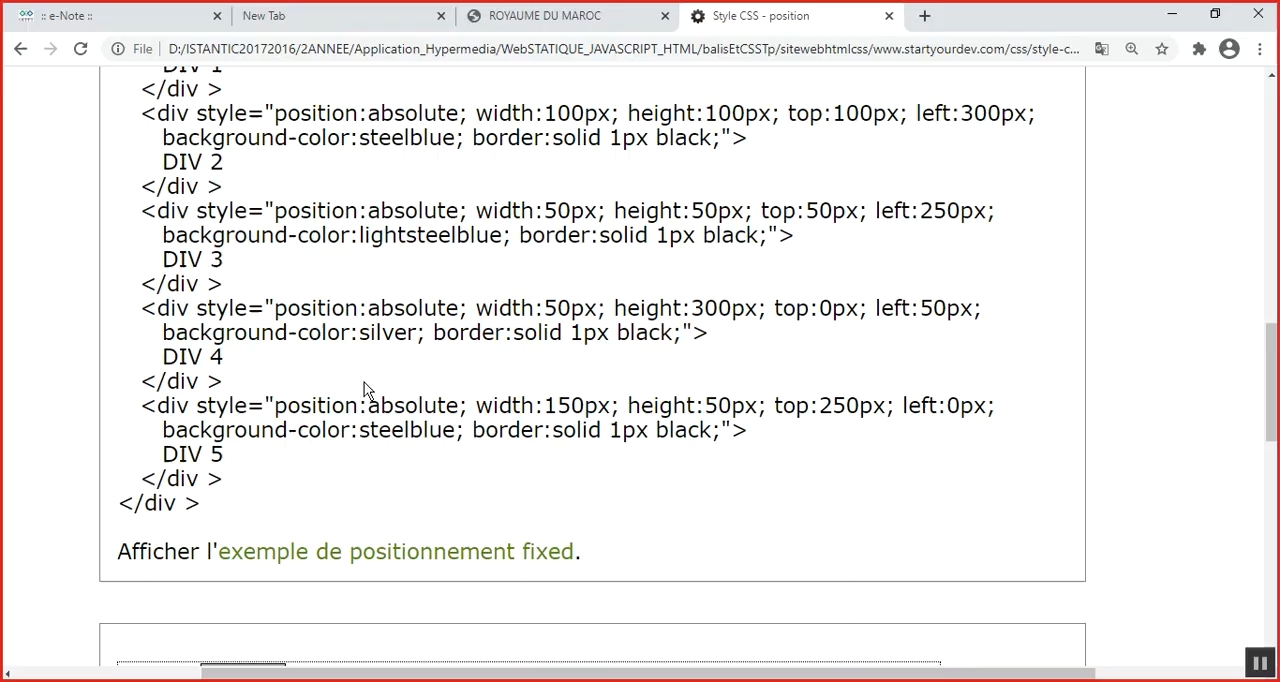 :: e-Note ::
New Tab
ROYAUME DU MAROC
Style CSS - position
File
D:/ISTANTIC20172016/2ANNEE/Application_Hypermedia/WebSTATIQUE_JAVASCRIPT_HTML/balisEtCSSTp/sitewebhtmlcss/www.startyourdev.com/css/style-c...
DIV 1
</div >
<div style="position:absolute; width:100px; height:100px; top:100px; left:300px;
background-color:steelblue; border:solid 1px black;">
DIV 2
</div >
<div style="position:absolute; width:50px; height:50px; top:50px; left:250px;
background-color:lightsteelblue; border:solid 1px black;">
DIV 3
</div >
<div style="position:absolute; width:50px; height:300px; top:0px; left:50px;
background-color:silver; border:solid 1px black;">
DIV 4
</div >
<div style="position:absolute; width:150px; height:50px; top:250px; left:0px;
background-color:steelblue; border:solid 1px black;">
DIV 5
</div >
</div >
Afficher l'exemple de positionnement fixed.